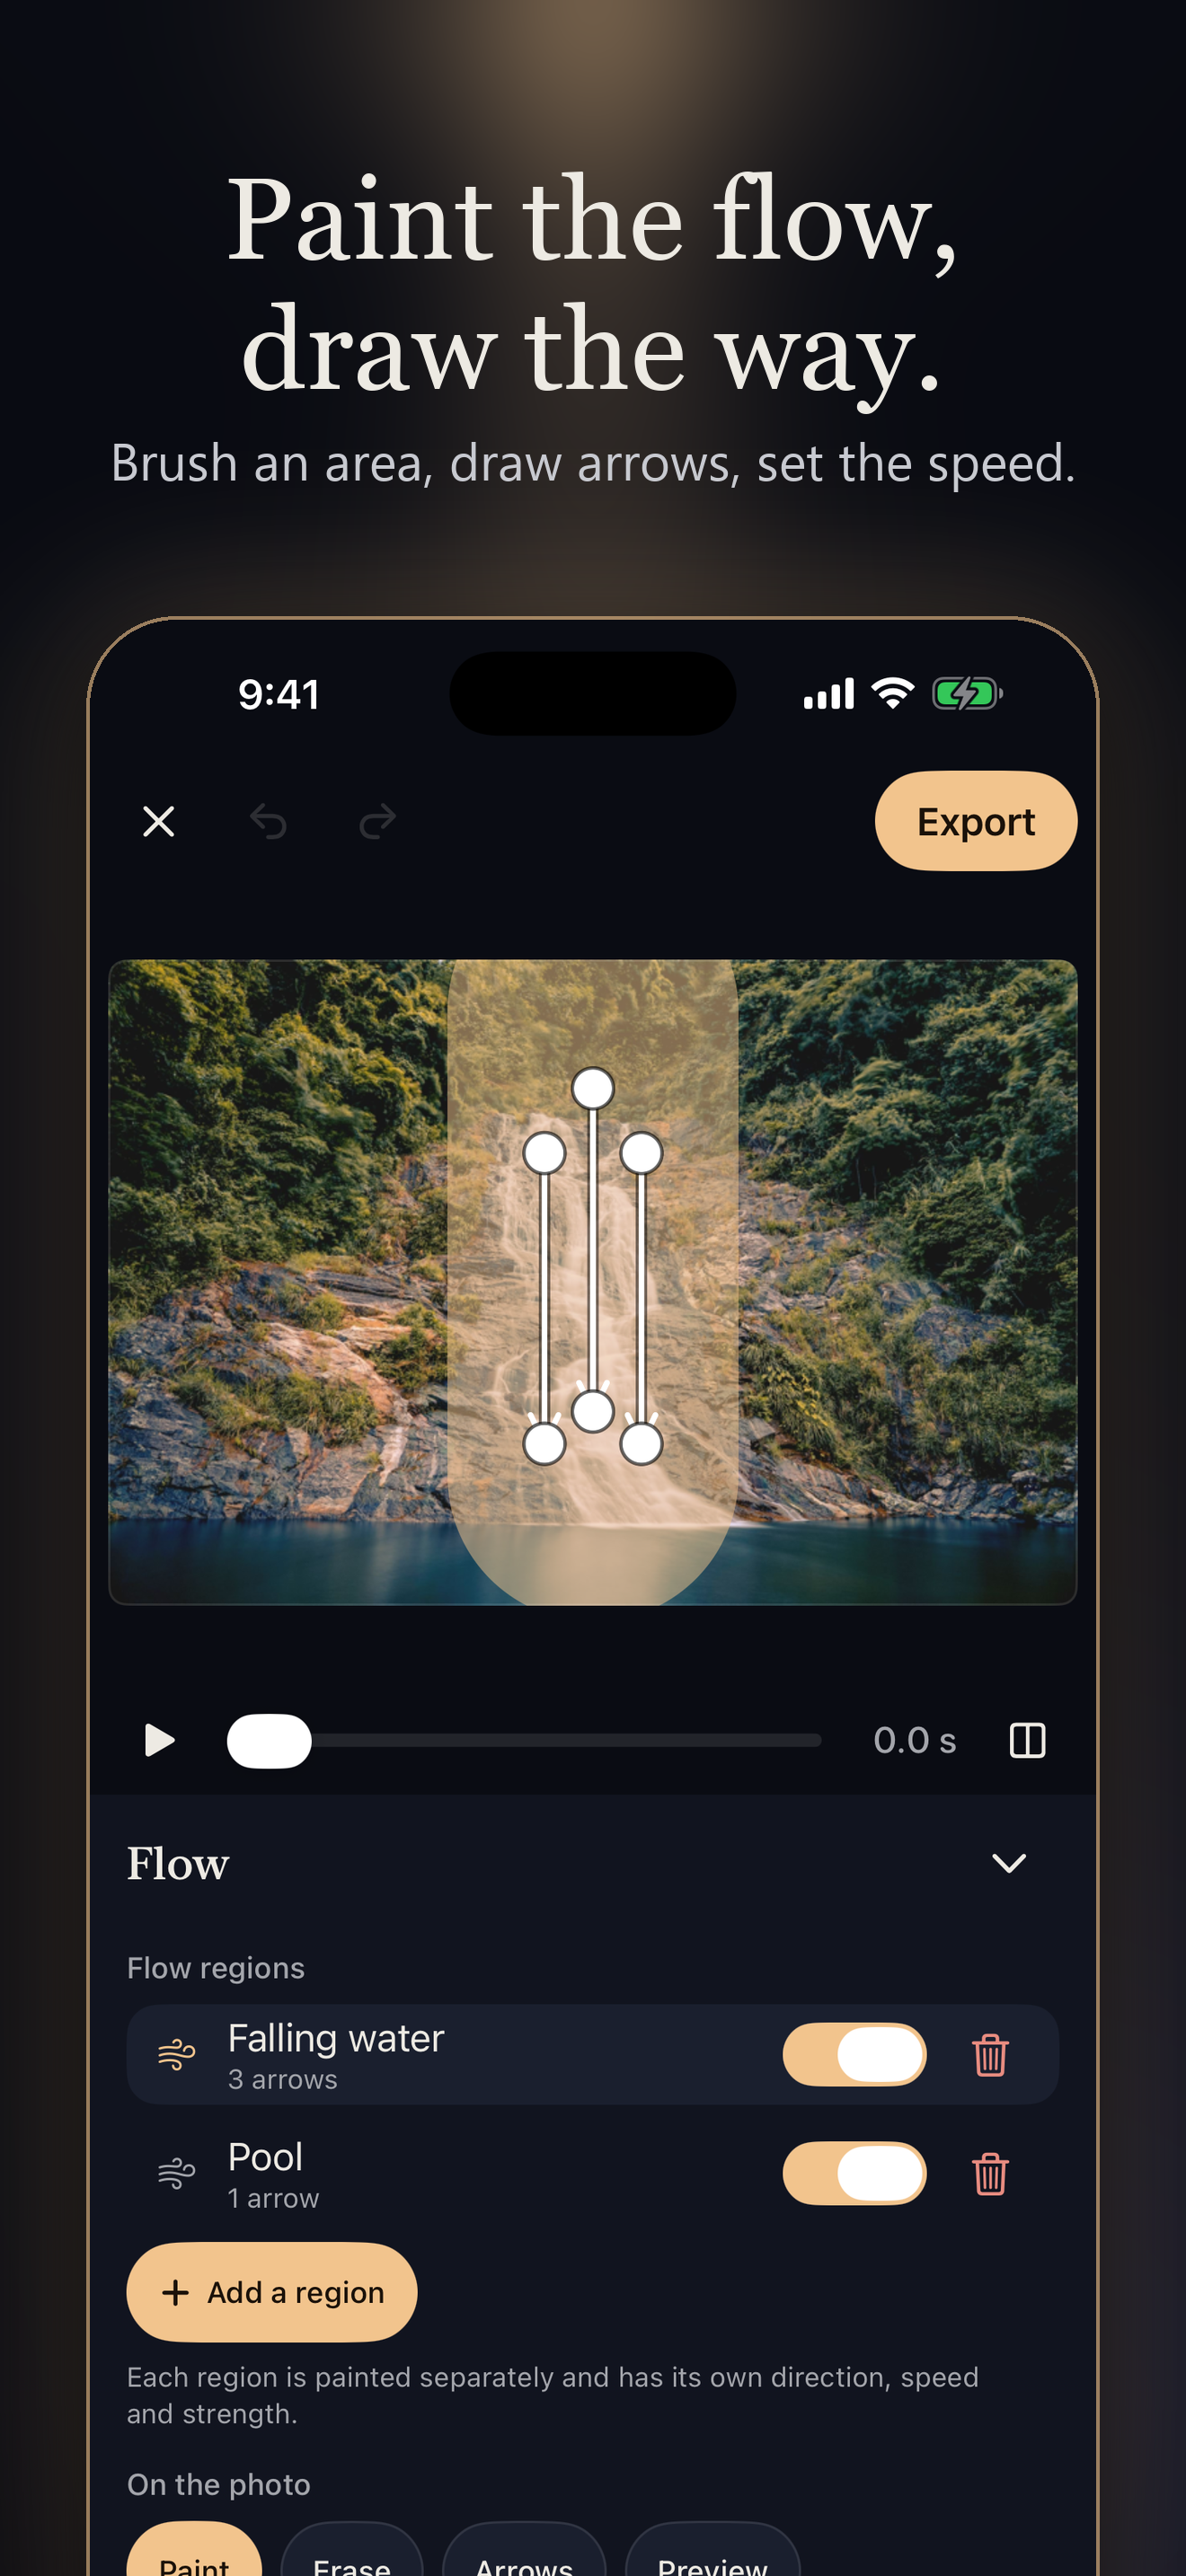 Paint the flow,
draw the way.
Brush an area, draw arrows, set the speed.
9:41
Export
0.0 s
Flow
Flow regions
Falling water
3 arrows
Pool
1 arrow
Add a region
Each region is painted separately and has its own direction, speed
and strength.
On the photo
Paint Erase Arrows Preview